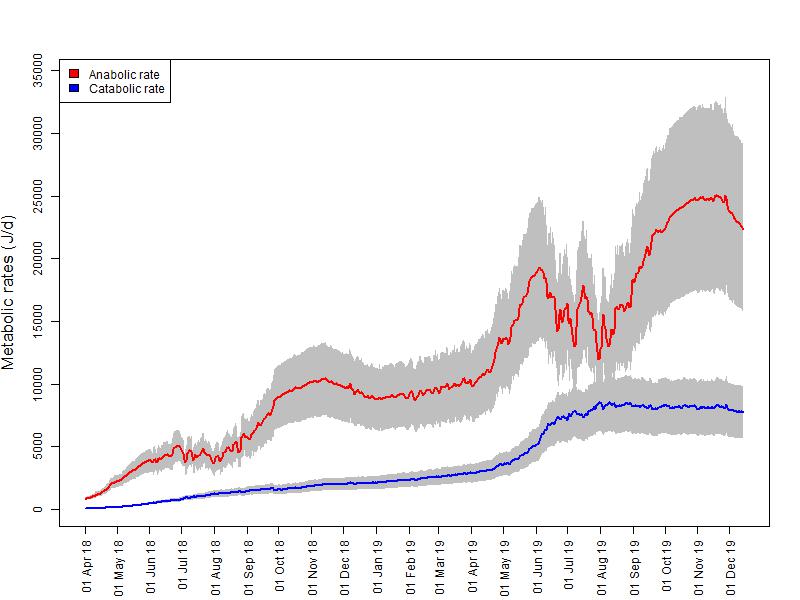 Anabolic rate
Catabolic rate
Metabolic rates (J/d)
35000
30000
25000
20000
15000
10000
5000
0
01 Apr 18
01 May 18
01 Jun 18
01 Jul 18
01 Aug 18
01 Sep 18
01 Oct 18
01 Nov 18
01 Dec 18
01 Jan 19
01 Feb 19
01 Mar 19
01 Apr 19
01 May 19
01 Jun 19
01 Jul 19
01 Aug 19
01 Sep 19
01 Oct 19
01 Nov 19
01 Dec 19